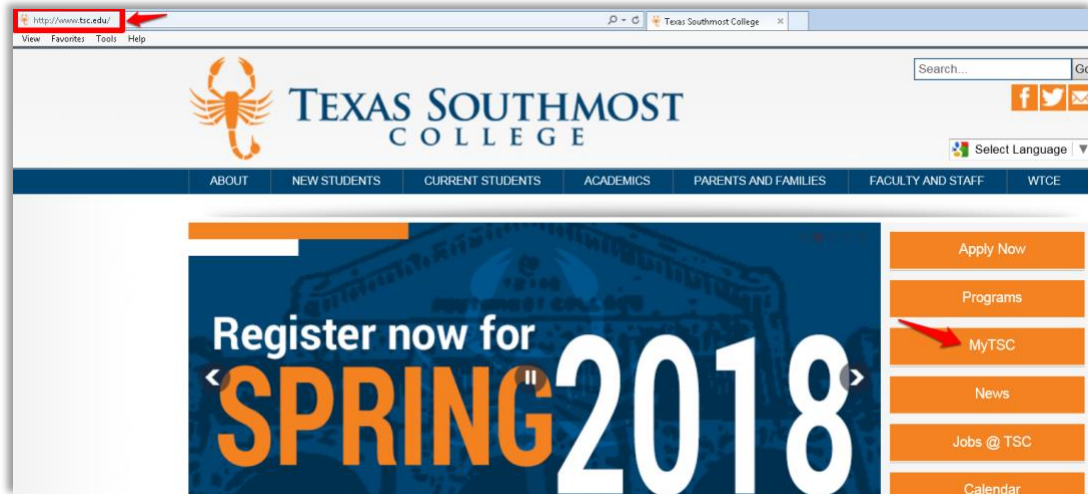 http://www.tsc.edu/
Texas Southmost College
View Favorites Tools Help
Search...
Go
TEXAS SOUTHMOST
COLLEGE
Select Language
ABOUT NEW STUDENTS CURRENT STUDENTS ACADEMICS PARENTS AND FAMILIES FACULTY AND STAFF WTCE
Register now for
SPRING 2018
Apply Now
Programs
MyTSC
News
Jobs @ TSC
Calendar